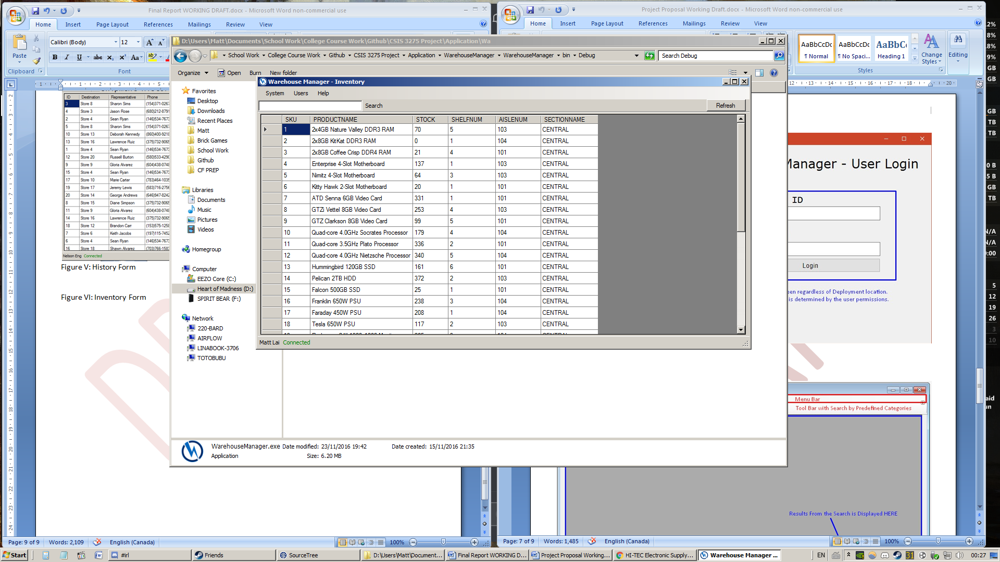 Final Report WORKING DRAFT.docx - Microsoft Word non-commercial use
Home Insert Page Layout References Mailings Review View
Calibri (Body) 12
Paste
Clipboard Font
Project Proposal Working Draft.docx - Microsoft Word non-commercial use
Home Insert Page Layout References Mailings Review View
AaBbCcDc AaBbCcDc AaBbC
¶ Normal ¶ No Spaci... Heading 1
Change Styles
Editing
Styles
D:\Users\Matt\Documents\School Work\College Course Work\Github\CSIS 3275 Project\Application\Wa
School Work College Course Work Github CSIS 3275 Project Application WarehouseManager WarehouseManager bin Debug
Search Debug
Organize Open Burn New folder
Favorites
Desktop
Downloads
Recent Places
Matt
Brick Games
School Work
Github
CF PREP
Libraries
Documents
Music
Pictures
Videos
Homegroup
Computer
EEZO Core (C:)
Heart of Madness (D:)
SPIRIT BEAR (F:)
Network
220-BARD
AIRFLOW
LINABOOK-3706
TOTOBUBU
WarehouseManager.exe Date modified: 23/11/2016 19:42 Date created: 15/11/2016 21:35
Application Size: 6.20 MB
Warehouse Manager - Inventory
System Users Help
Search Refresh
SKU PRODUCTNAME STOCK SHELFNUM AISLENUM SECTIONNAME
1 2x4GB Nature Valley DDR3 RAM 70 5 103 CENTRAL
2 2x8GB KitKat DDR3 RAM 0 1 104 CENTRAL
3 2x8GB Coffee Crisp DDR4 RAM 21 4 101 CENTRAL
4 Enterprise 4-Slot Motherboard 137 1 103 CENTRAL
5 Nimitz 4-Slot Motherboard 64 3 103 CENTRAL
6 Kitty Hawk 2-Slot Motherboard 20 1 101 CENTRAL
7 ATD Senna 6GB Video Card 331 1 101 CENTRAL
8 GTZi Vettel 8GB Video Card 253 4 103 CENTRAL
9 GTZ Clarkson 8GB Video Card 99 5 101 CENTRAL
10 Quad-core 4.0GHz Socrates Processor 179 4 104 CENTRAL
11 Quad-core 3.5GHz Plato Processor 336 2 101 CENTRAL
12 Quad-core 4.0GHz Nietzsche Processor 340 5 104 CENTRAL
13 Hummingbird 120GB SSD 161 6 101 CENTRAL
14 Pelican 2TB HDD 372 2 103 CENTRAL
15 Falcon 500GB SSD 25 1 101 CENTRAL
16 Franklin 650W PSU 238 3 104 CENTRAL
17 Faraday 450W PSU 208 1 104 CENTRAL
18 Tesla 650W PSU 117 2 103 CENTRAL
Matt Lai Connected
ID Destination Representative Phone
3 Store 8 Sharon Sims (154)371-0267
4 Store 3 Jason Rose (680)212-8791
2 Store 4 Sean Ryan (146)534-7673
5 Store 8 Sharon Sims (154)371-0267
10 Store 13 Deborah Kennedy (860)400-9218
13 Store 16 Lawrence Ruiz (375)732-9065
1 Store 4 Sean Ryan (146)534-7673
12 Store 20 Russell Burton (580)533-4290
9 Store 9 Gloria Alvarez (604)438-0748
15 Store 4 Sean Ryan (146)534-7673
17 Store 10 Marie Carter (783)464-1035
19 Store 17 Jeremy Lewis (583)716-2756
20 Store 14 George Andrews (646)947-8242
8 Store 15 Diane Simpson (375)732-9065
11 Store 9 Gloria Alvarez (604)438-0748
14 Store 16 Lawrence Ruiz (375)732-9065
18 Store 12 Brandon Carr (153)575-1258
7 Store 6 Keith Jacobs (197)115-7452
6 Store 4 Sean Ryan (146)534-7673
16 Store 18 Shawn Alvarez (703)766-1583
Nelson Eng Connected
Figure V: History Form
Figure VI: Inventory Form
Manager - User Login
ID
Login
een regardless of Deployment location.
is determined by the user permissions.
Menu Bar
Tool Bar with Search by Predefined Categories
Results From the Search is Displayed HERE
Page: 9 of 9 Words: 2,109 English (Canada) 100%
Page: 7 of 9 Words: 1,485 English (Canada) 100%
Start #irl Friends SourceTree D:\Users\Matt\Document... Final Report WORKING D... Project Proposal Working... HI-TEC Electronic Supply... Warehouse Manager ... EN 00:27